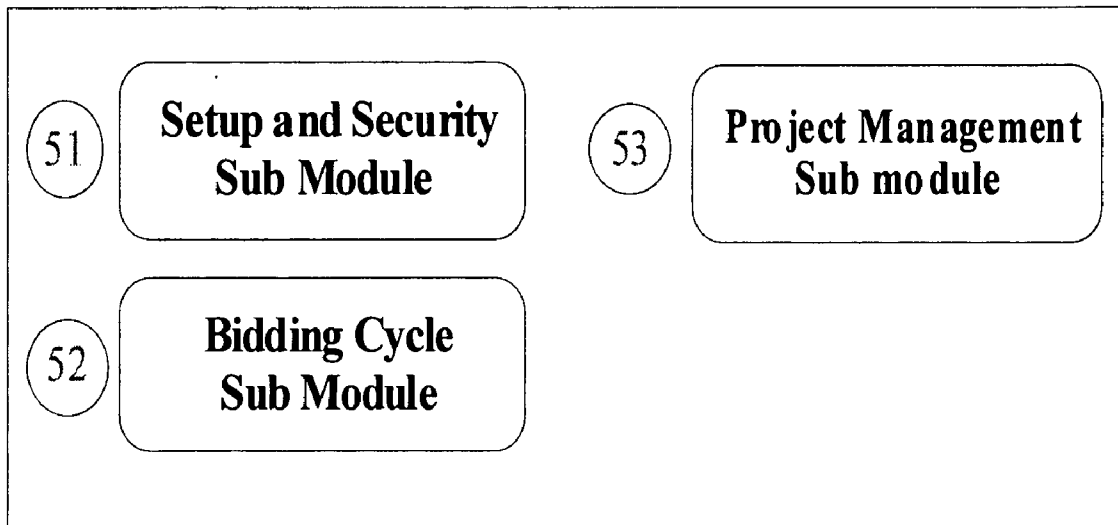 51
Setup and Security
Sub Module
53
Project Management
Sub module
52
Bidding Cycle
Sub Module